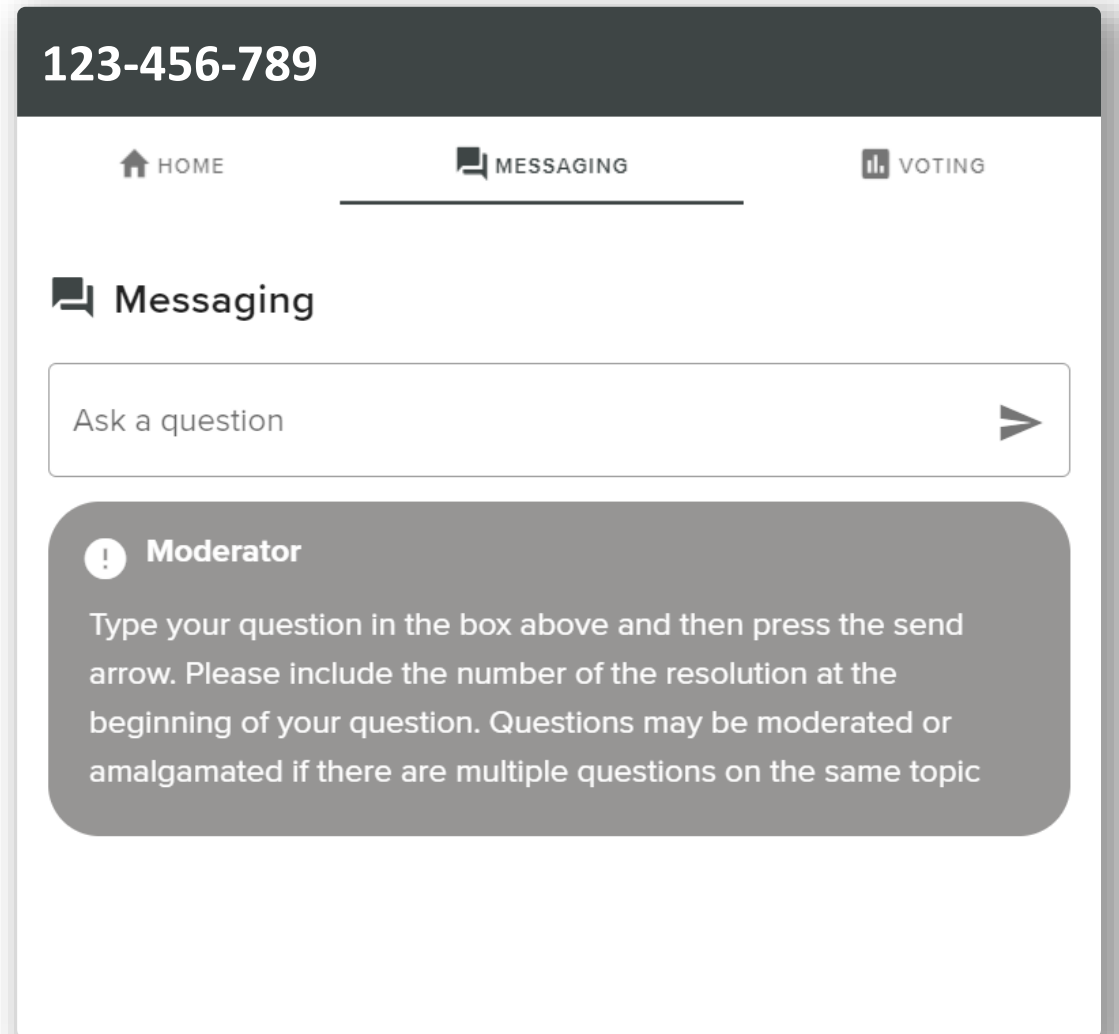 123-456-789
HOME MESSAGING VOTING
Messaging
Ask a question
Moderator
Type your question in the box above and then press the send
arrow. Please include the number of the resolution at the
beginning of your question. Questions may be moderated or
amalgamated if there are multiple questions on the same topic